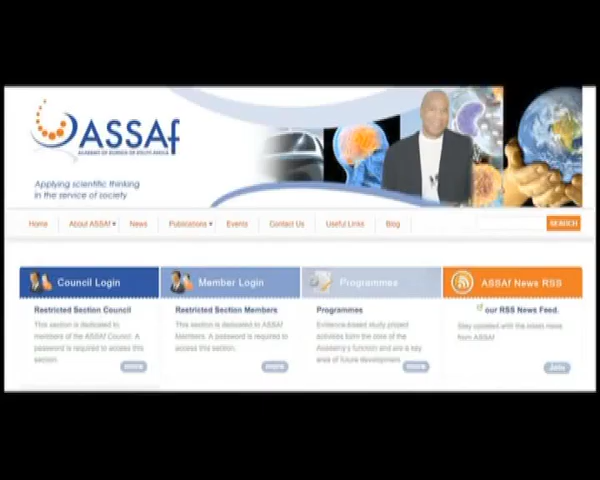 ASSAf
ACADEMY OF SCIENCE OF SOUTH AFRICA
Applying scientific thinking
in the service of society
Home
About ASSAf
News
Publications
Events
Contact Us
Useful Links
Blog
SEARCH
Council Login
Restricted Section Council
This section is dedicated to
members of the ASSAf Council. A
password is required to access this
section.
more
Member Login
Restricted Section Members
This section is dedicated to ASSAf
Members. A password is required to
access this section.
more
Programmes
Programmes
Evidence-based study project
activities form the core of the
Academy's function and are a key
area of future development
more
ASSAf News RSS
our RSS News Feed.
Stay updated with the latest news
from ASSAf